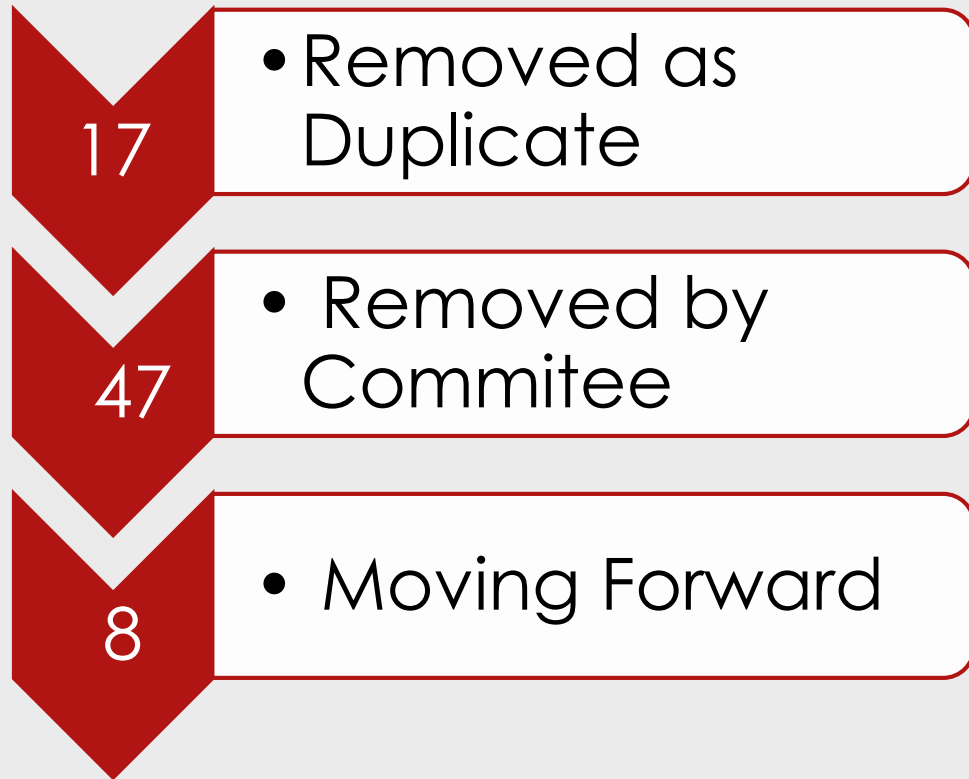 17
• Removed as
Duplicate
47
• Removed by
Commitee
8
• Moving Forward